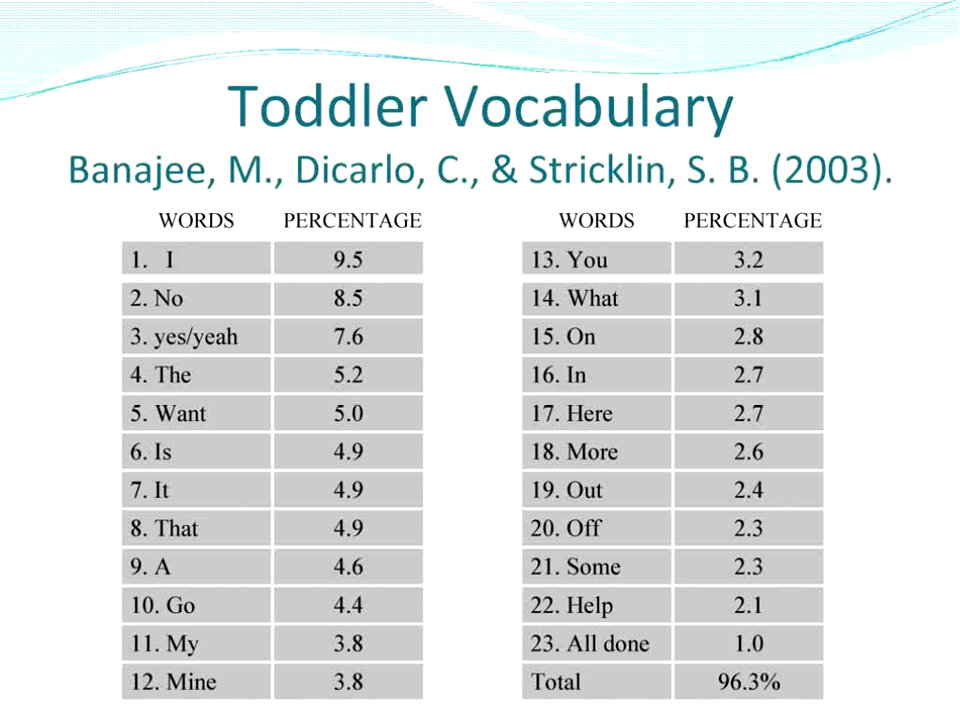 Toddler Vocabulary
Banajee, M., Dicarlo, C., & Stricklin, S. B. (2003).
WORDS PERCENTAGE
1. I 9.5
2. No 8.5
3. yes/yeah 7.6
4. The 5.2
5. Want 5.0
6. Is 4.9
7. It 4.9
8. That 4.9
9. A 4.6
10. Go 4.4
11. My 3.8
12. Mine 3.8
WORDS PERCENTAGE
13. You 3.2
14. What 3.1
15. On 2.8
16. In 2.7
17. Here 2.7
18. More 2.6
19. Out 2.4
20. Off 2.3
21. Some 2.3
22. Help 2.1
23. All done 1.0
Total 96.3%